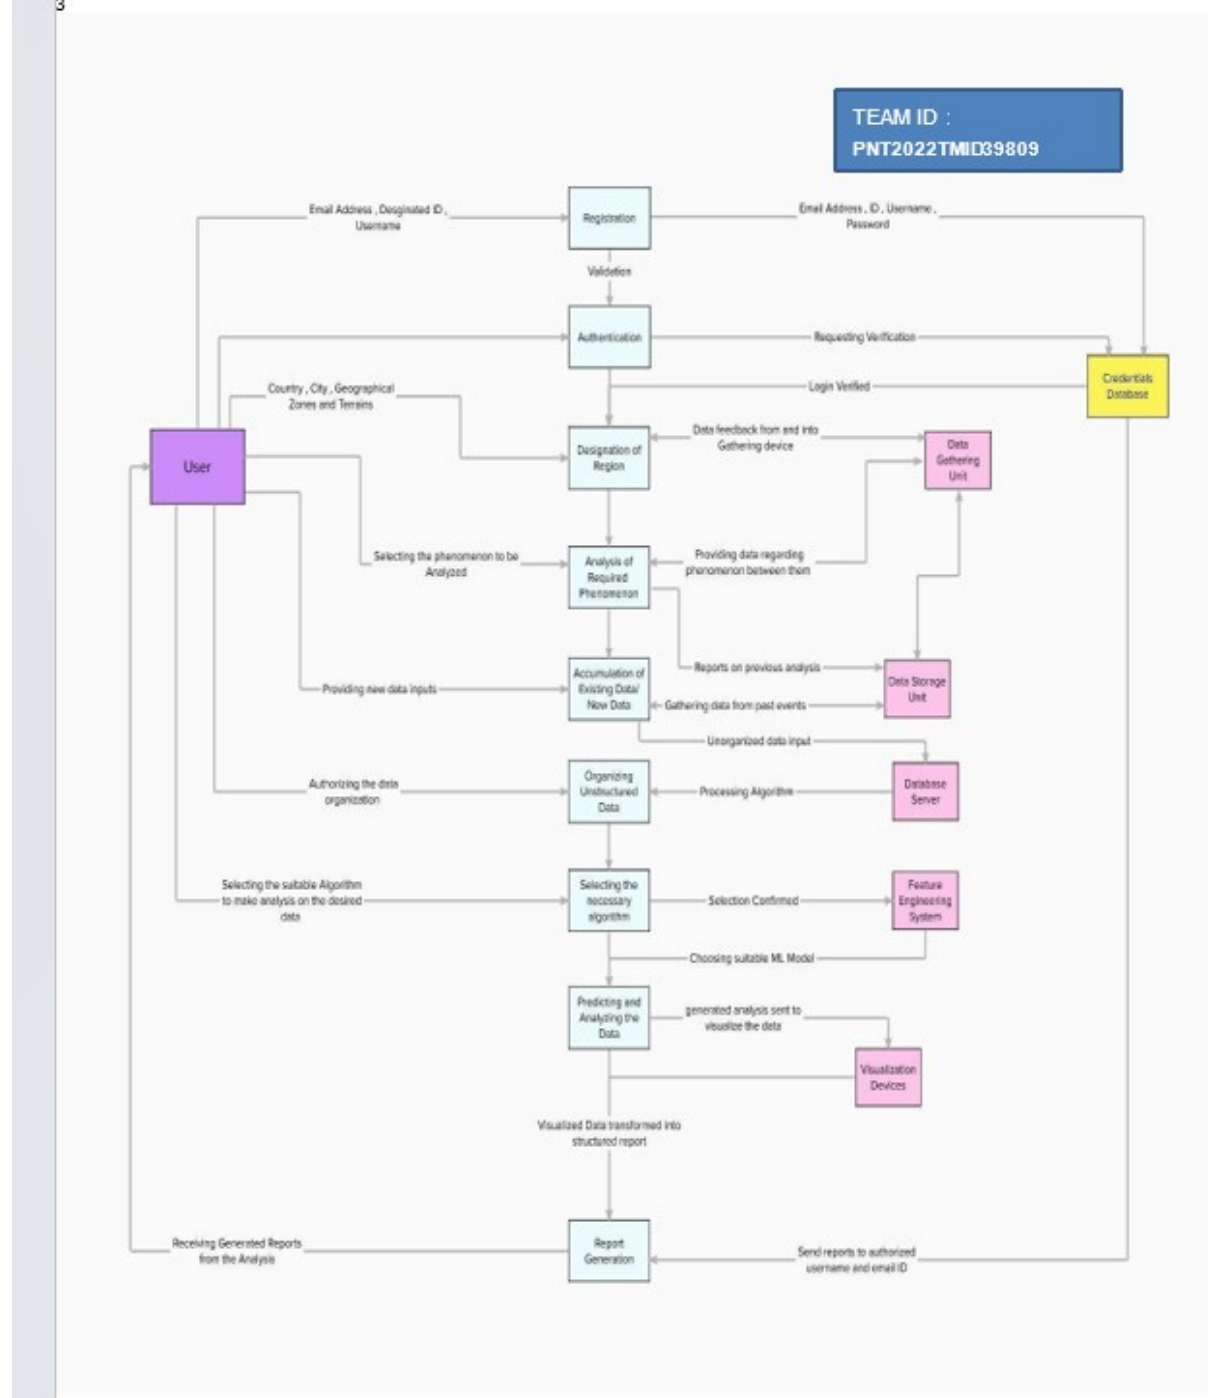 3
TEAM ID :
PNT2022TMID39809
Email Address , Desginated ID ,
Username
Registration
Email Address , ID , Username ,
Password
Validation
Authentication
Requesting Verification
Credentials
Database
Login Verified
Country , City , Geographical
Zones and Terrains
User
Designation of
Region
Data feedback from and into
Gathering device
Data
Gathering
Unit
Selecting the phenomenon to be
Analyzed
Analysis of
Required
Phenomenon
Providing data regarding
phenomenon between them
Reports on previous analysis
Data Storage
Unit
Providing new data inputs
Accumulation of
Existing Data/
New Data
Gathering data from past events
Unorganized data input
Authorizing the data
organization
Organizing
Unstructured
Data
Processing Algorithm
Database
Server
Selecting the suitable Algorithm
to make analysis on the desired
data
Selecting the
necessary
algorithm
Selection Confirmed
Feature
Engineering
System
Choosing suitable ML Model
Predicting and
Analyzing the
Data
generated analysis sent to
visualize the data
Visualization
Devices
Visualized Data transformed into
structured report
Receiving Generated Reports
from the Analysis
Report
Generation
Send reports to authorized
username and email ID